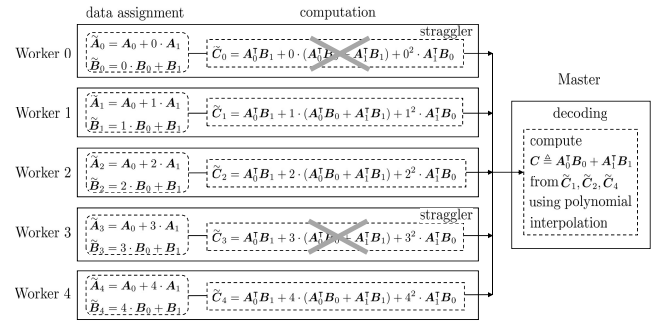 data assignment
computation
straggler
Worker 0
Ã₀ = A₀ + 0 · A₁
B̃₀ = 0 · B₀ + B₁
C̃₀ = A₀ᵀB₁ + 0 · (A₀ᵀB₀ + A₁ᵀB₁) + 0² · A₁ᵀB₀
Worker 1
Ã₁ = A₀ + 1 · A₁
B̃₁ = 1 · B₀ + B₁
C̃₁ = A₀ᵀB₁ + 1 · (A₀ᵀB₀ + A₁ᵀB₁) + 1² · A₁ᵀB₀
Worker 2
Ã₂ = A₀ + 2 · A₁
B̃₂ = 2 · B₀ + B₁
C̃₂ = A₀ᵀB₁ + 2 · (A₀ᵀB₀ + A₁ᵀB₁) + 2² · A₁ᵀB₀
straggler
Worker 3
Ã₃ = A₀ + 3 · A₁
B̃₃ = 3 · B₀ + B₁
C̃₃ = A₀ᵀB₁ + 3 · (A₀ᵀB₀ + A₁ᵀB₁) + 3² · A₁ᵀB₀
Worker 4
Ã₄ = A₀ + 4 · A₁
B̃₄ = 4 · B₀ + B₁
C̃₄ = A₀ᵀB₁ + 4 · (A₀ᵀB₀ + A₁ᵀB₁) + 4² · A₁ᵀB₀
Master
decoding
compute
C ≜ A₀ᵀB₀ + A₁ᵀB₁
from C̃₁, C̃₂, C̃₄
using polynomial
interpolation